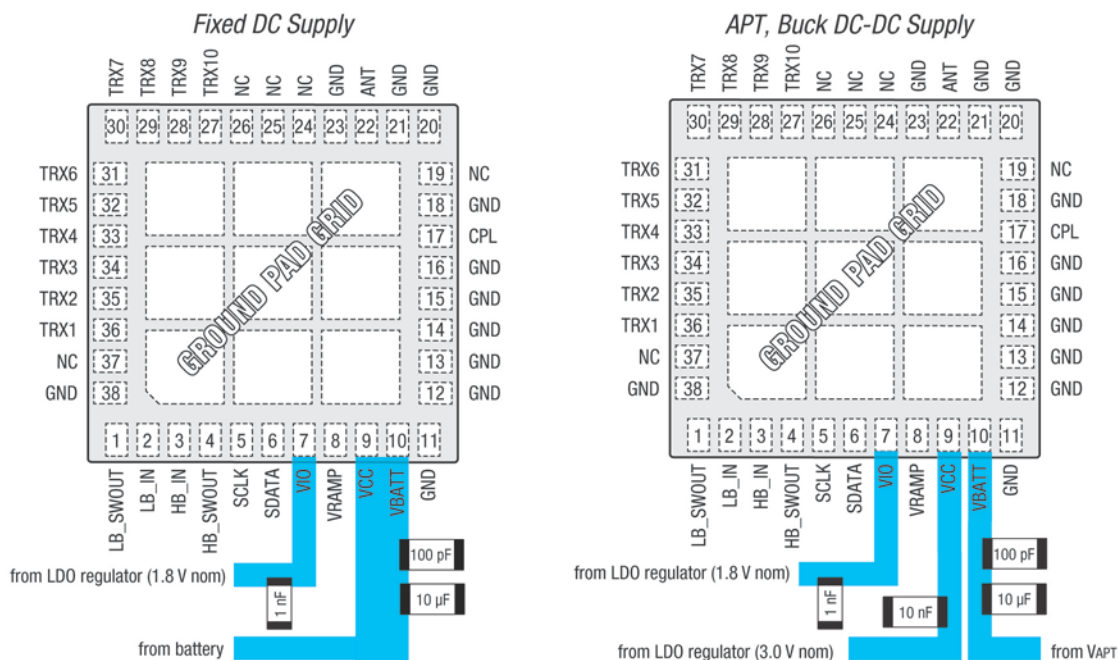 Fixed DC Supply
TRX7 TRX8 TRX9 TRX10 NC NC NC GND ANT GND GND
30 29 28 27 26 25 24 23 22 21 20
TRX6 31 19 NC
TRX5 32 18 GND
TRX4 33 17 CPL
TRX3 34 16 GND
TRX2 35 15 GND
TRX1 36 14 GND
NC 37 13 GND
GND 38 12 GND
GROUND PAD GRID
1 2 3 4 5 6 7 8 9 10 11
LB_SWOUT LB_IN HB_IN HB_SWOUT SCLK SDATA VIO VRAMP VCC VBATT GND
100 pF
from LDO regulator (1.8 V nom)
1 nF
10 µF
from battery
APT, Buck DC-DC Supply
TRX7 TRX8 TRX9 TRX10 NC NC NC GND ANT GND GND
30 29 28 27 26 25 24 23 22 21 20
TRX6 31 19 NC
TRX5 32 18 GND
TRX4 33 17 CPL
TRX3 34 16 GND
TRX2 35 15 GND
TRX1 36 14 GND
NC 37 13 GND
GND 38 12 GND
GROUND PAD GRID
1 2 3 4 5 6 7 8 9 10 11
LB_SWOUT LB_IN HB_IN HB_SWOUT SCLK SDATA VIO VRAMP VCC VBATT GND
100 pF
from LDO regulator (1.8 V nom)
1 nF
10 nF
10 µF
from LDO regulator (3.0 V nom)
from VAPT